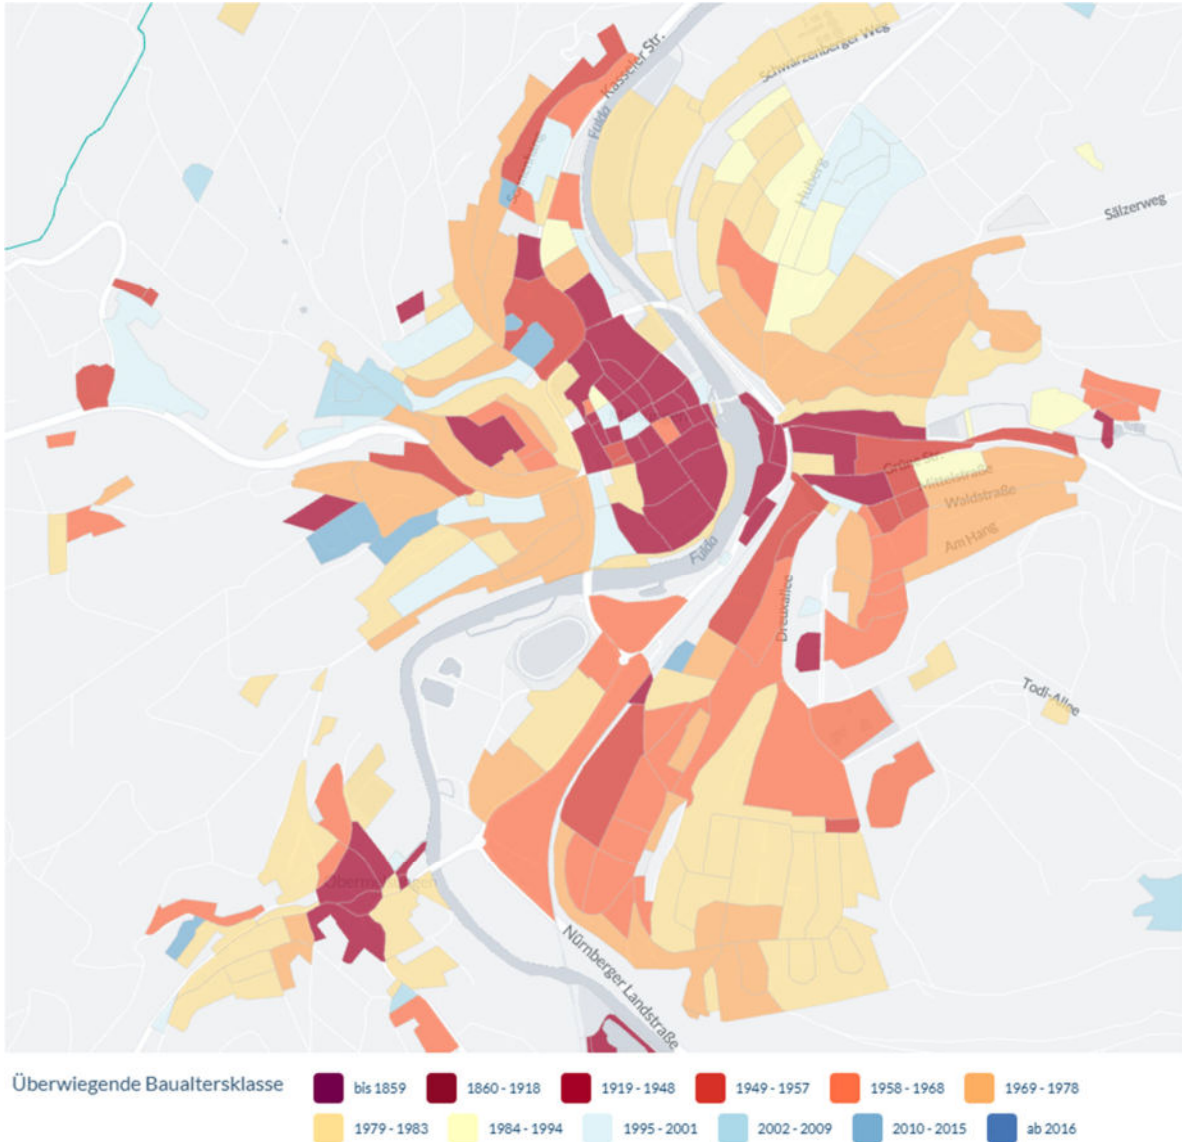 Kasseler Str.
Schwarzenberger Weg
Fulda
Huberg
Sälzerweg
Grüne Str.
Mittelstraße
Waldstraße
Am Hang
Fulda
Dreuxallee
Todi-Allee
Nürnberger Landstraße
Überwiegende Baualtersklasse
bis 1859
1860 - 1918
1919 - 1948
1949 - 1957
1958 - 1968
1969 - 1978
1979 - 1983
1984 - 1994
1995 - 2001
2002 - 2009
2010 - 2015
ab 2016